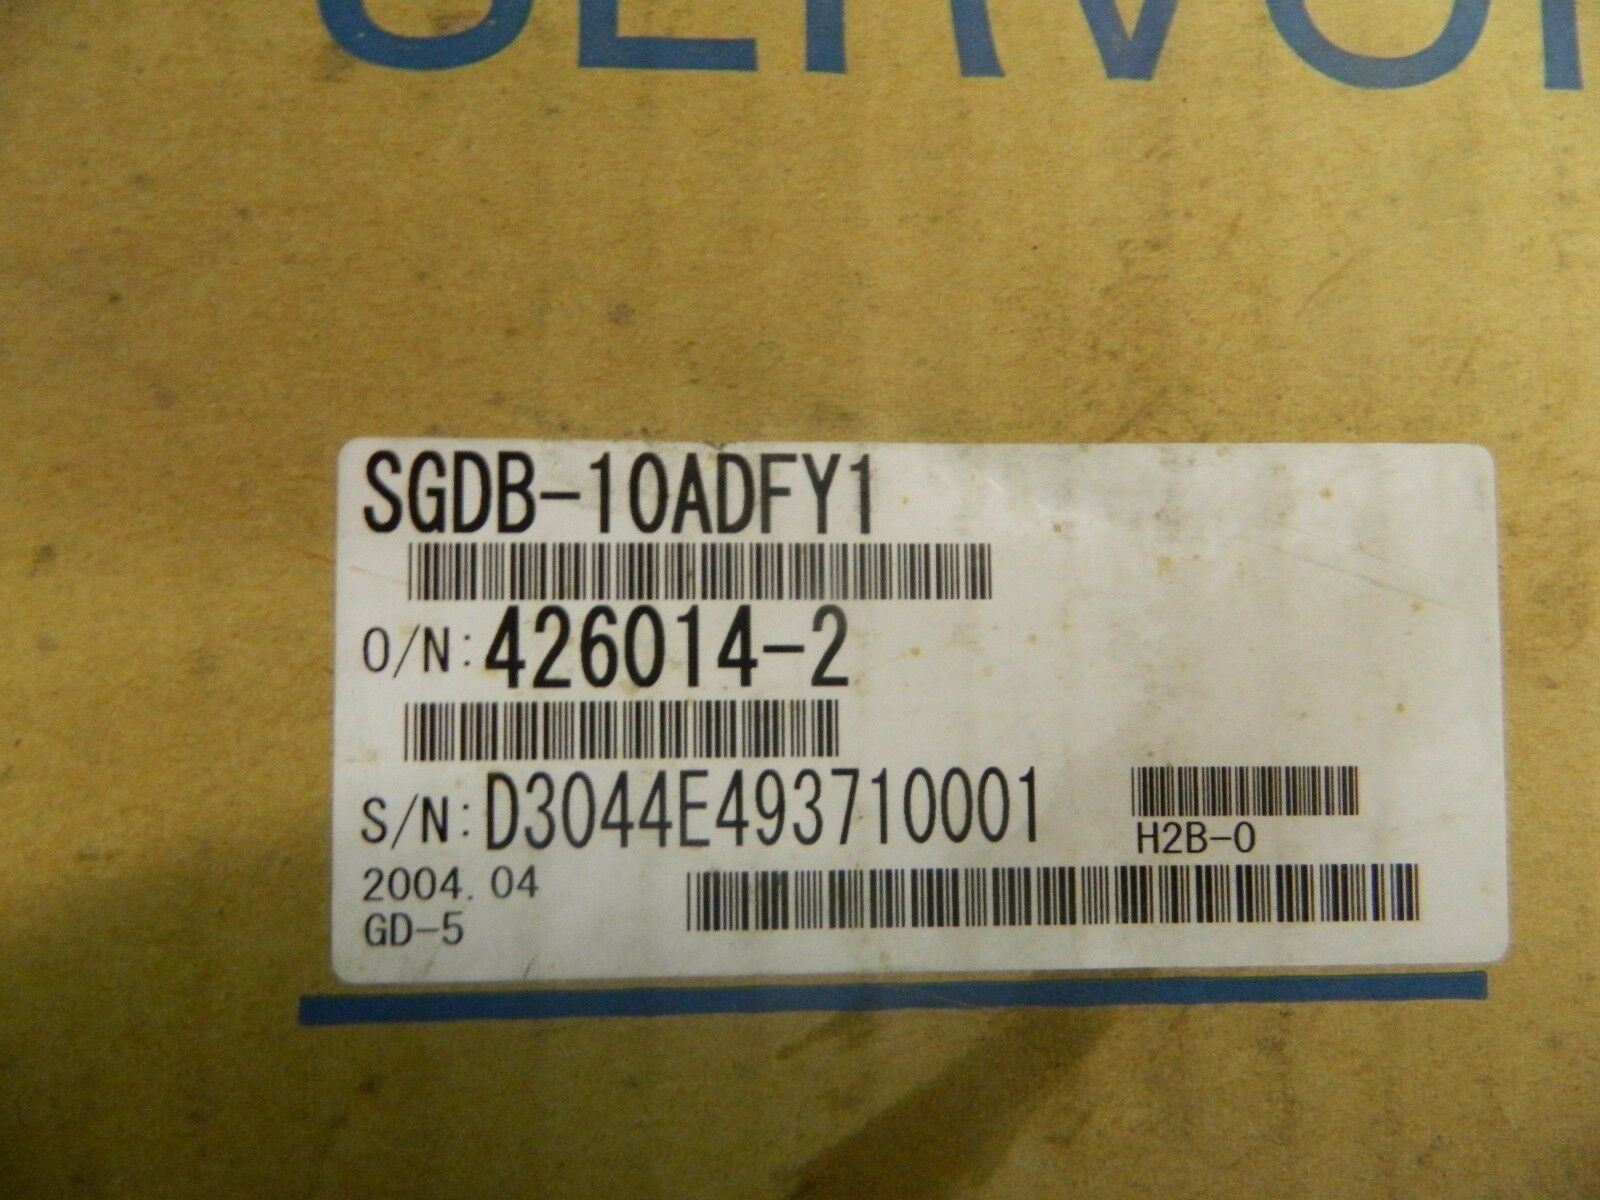 SGDB-10ADFY1
O/N: 426014-2
S/N: D3044E493710001
H2B-0
2004.04
GD-5